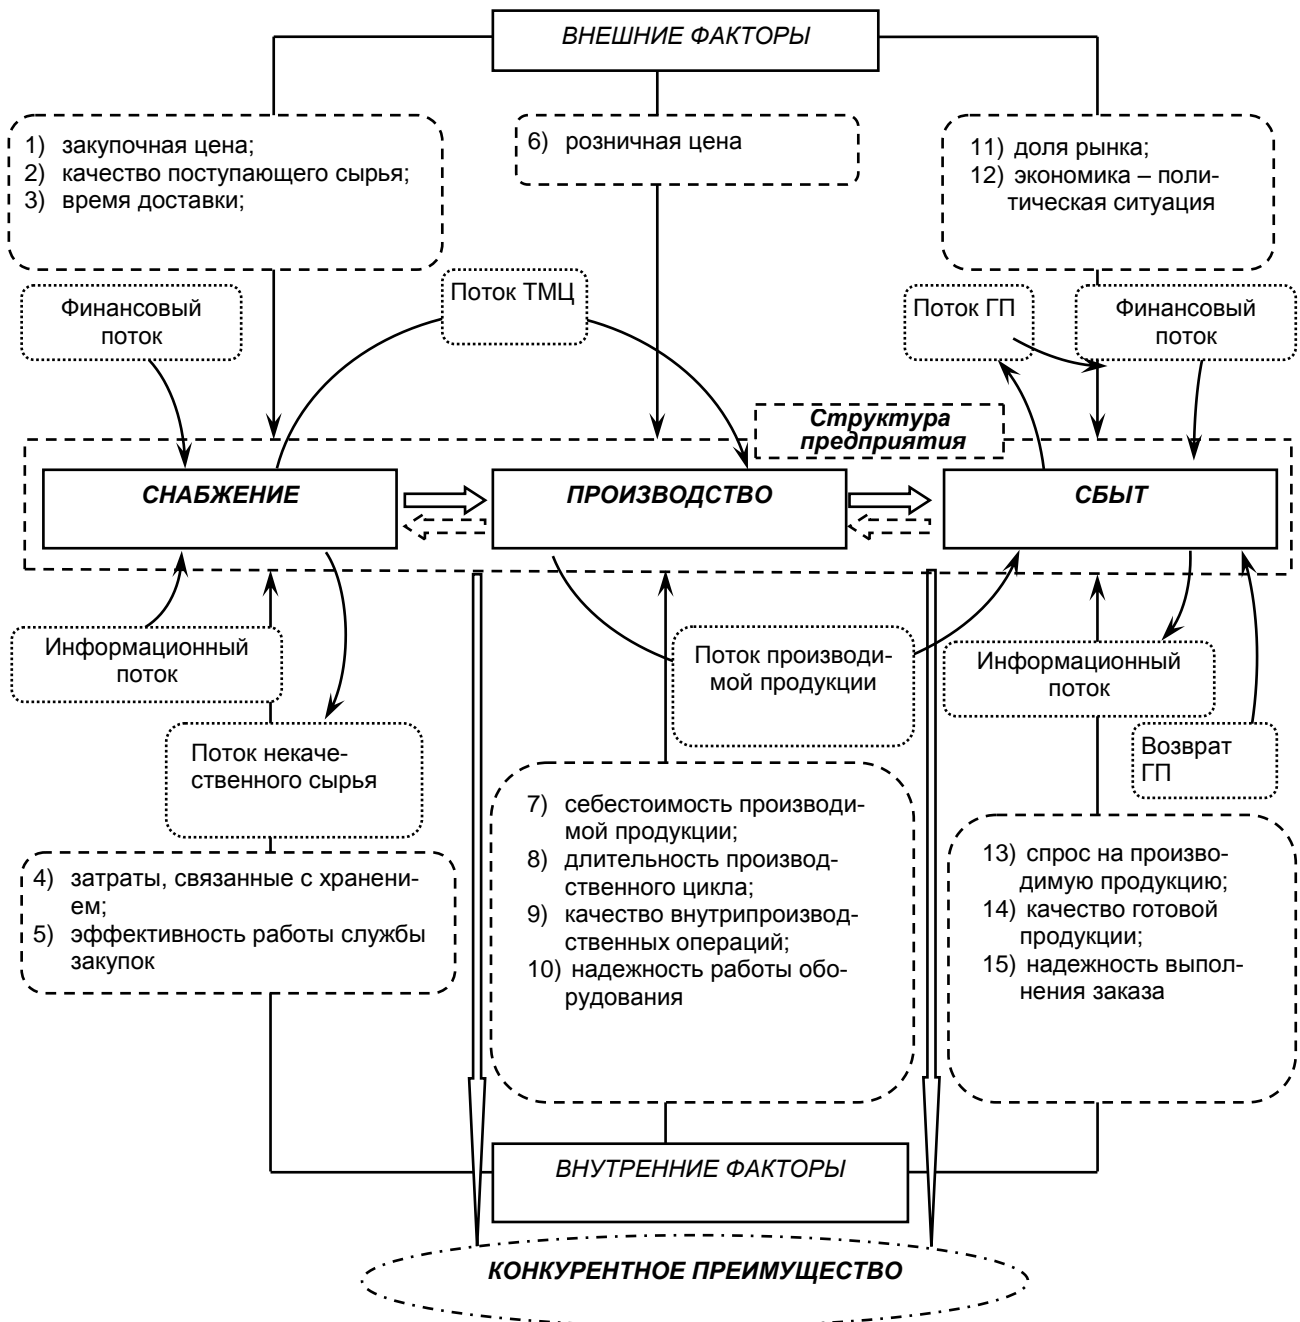 ВНЕШНИЕ ФАКТОРЫ
1) закупочная цена;
2) качество поступающего сырья;
3) время доставки;
6) розничная цена
11) доля рынка;
12) экономика – поли-
тическая ситуация
Финансовый
поток
Поток ТМЦ
Поток ГП
Финансовый
поток
Структура
предприятия
СНАБЖЕНИЕ
ПРОИЗВОДСТВО
СБЫТ
Информационный
поток
Поток производи-
мой продукции
Информационный
поток
Поток некаче-
ственного сырья
Возврат
ГП
4) затраты, связанные с хранени-
ем;
5) эффективность работы службы
закупок
7) себестоимость производи-
мой продукции;
8) длительность производ-
ственного цикла;
9) качество внутрипроизвод-
ственных операций;
10) надежность работы обо-
рудования
13) спрос на произво-
димую продукцию;
14) качество готовой
продукции;
15) надежность выпол-
нения заказа
ВНУТРЕННИЕ ФАКТОРЫ
КОНКУРЕНТНОЕ ПРЕИМУЩЕСТВО